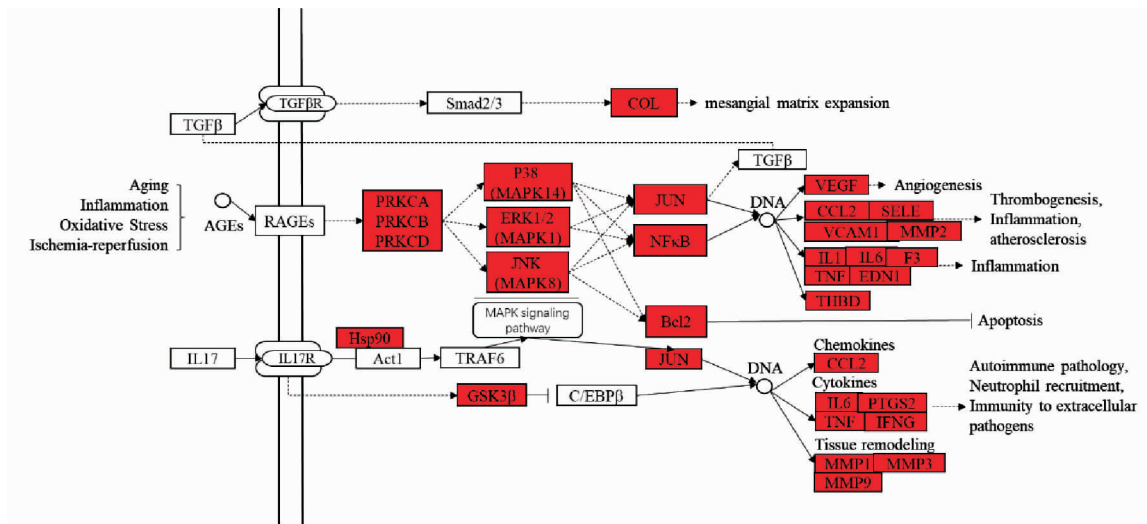 TGFβR
Smad2/3
COL
mesangial matrix expansion
TGFβ
TGFβ
Aging
Inflammation
Oxidative Stress
Ischemia-reperfusion
AGEs
RAGEs
PRKCA
PRKCB
PRKCD
P38
(MAPK14)
ERK1/2
(MAPK1)
JNK
(MAPK8)
JUN
NFκB
Bcl2
DNA
VEGF
Angiogenesis
CCL2 SELE
VCAM1 MMP2
Thrombogenesis,
Inflammation,
atherosclerosis
IL1 IL6 F3
TNF EDN1
Inflammation
THBD
Apoptosis
MAPK signaling
pathway
Hsp90
IL17
IL17R
Act1
TRAF6
JUN
DNA
GSK3β
C/EBPβ
Chemokines
CCL2
Cytokines
IL6 PTGS2
TNF IFNG
Autoimmune pathology,
Neutrophil recruitment,
Immunity to extracellular
pathogens
Tissue remodeling
MMP1 MMP3
MMP9